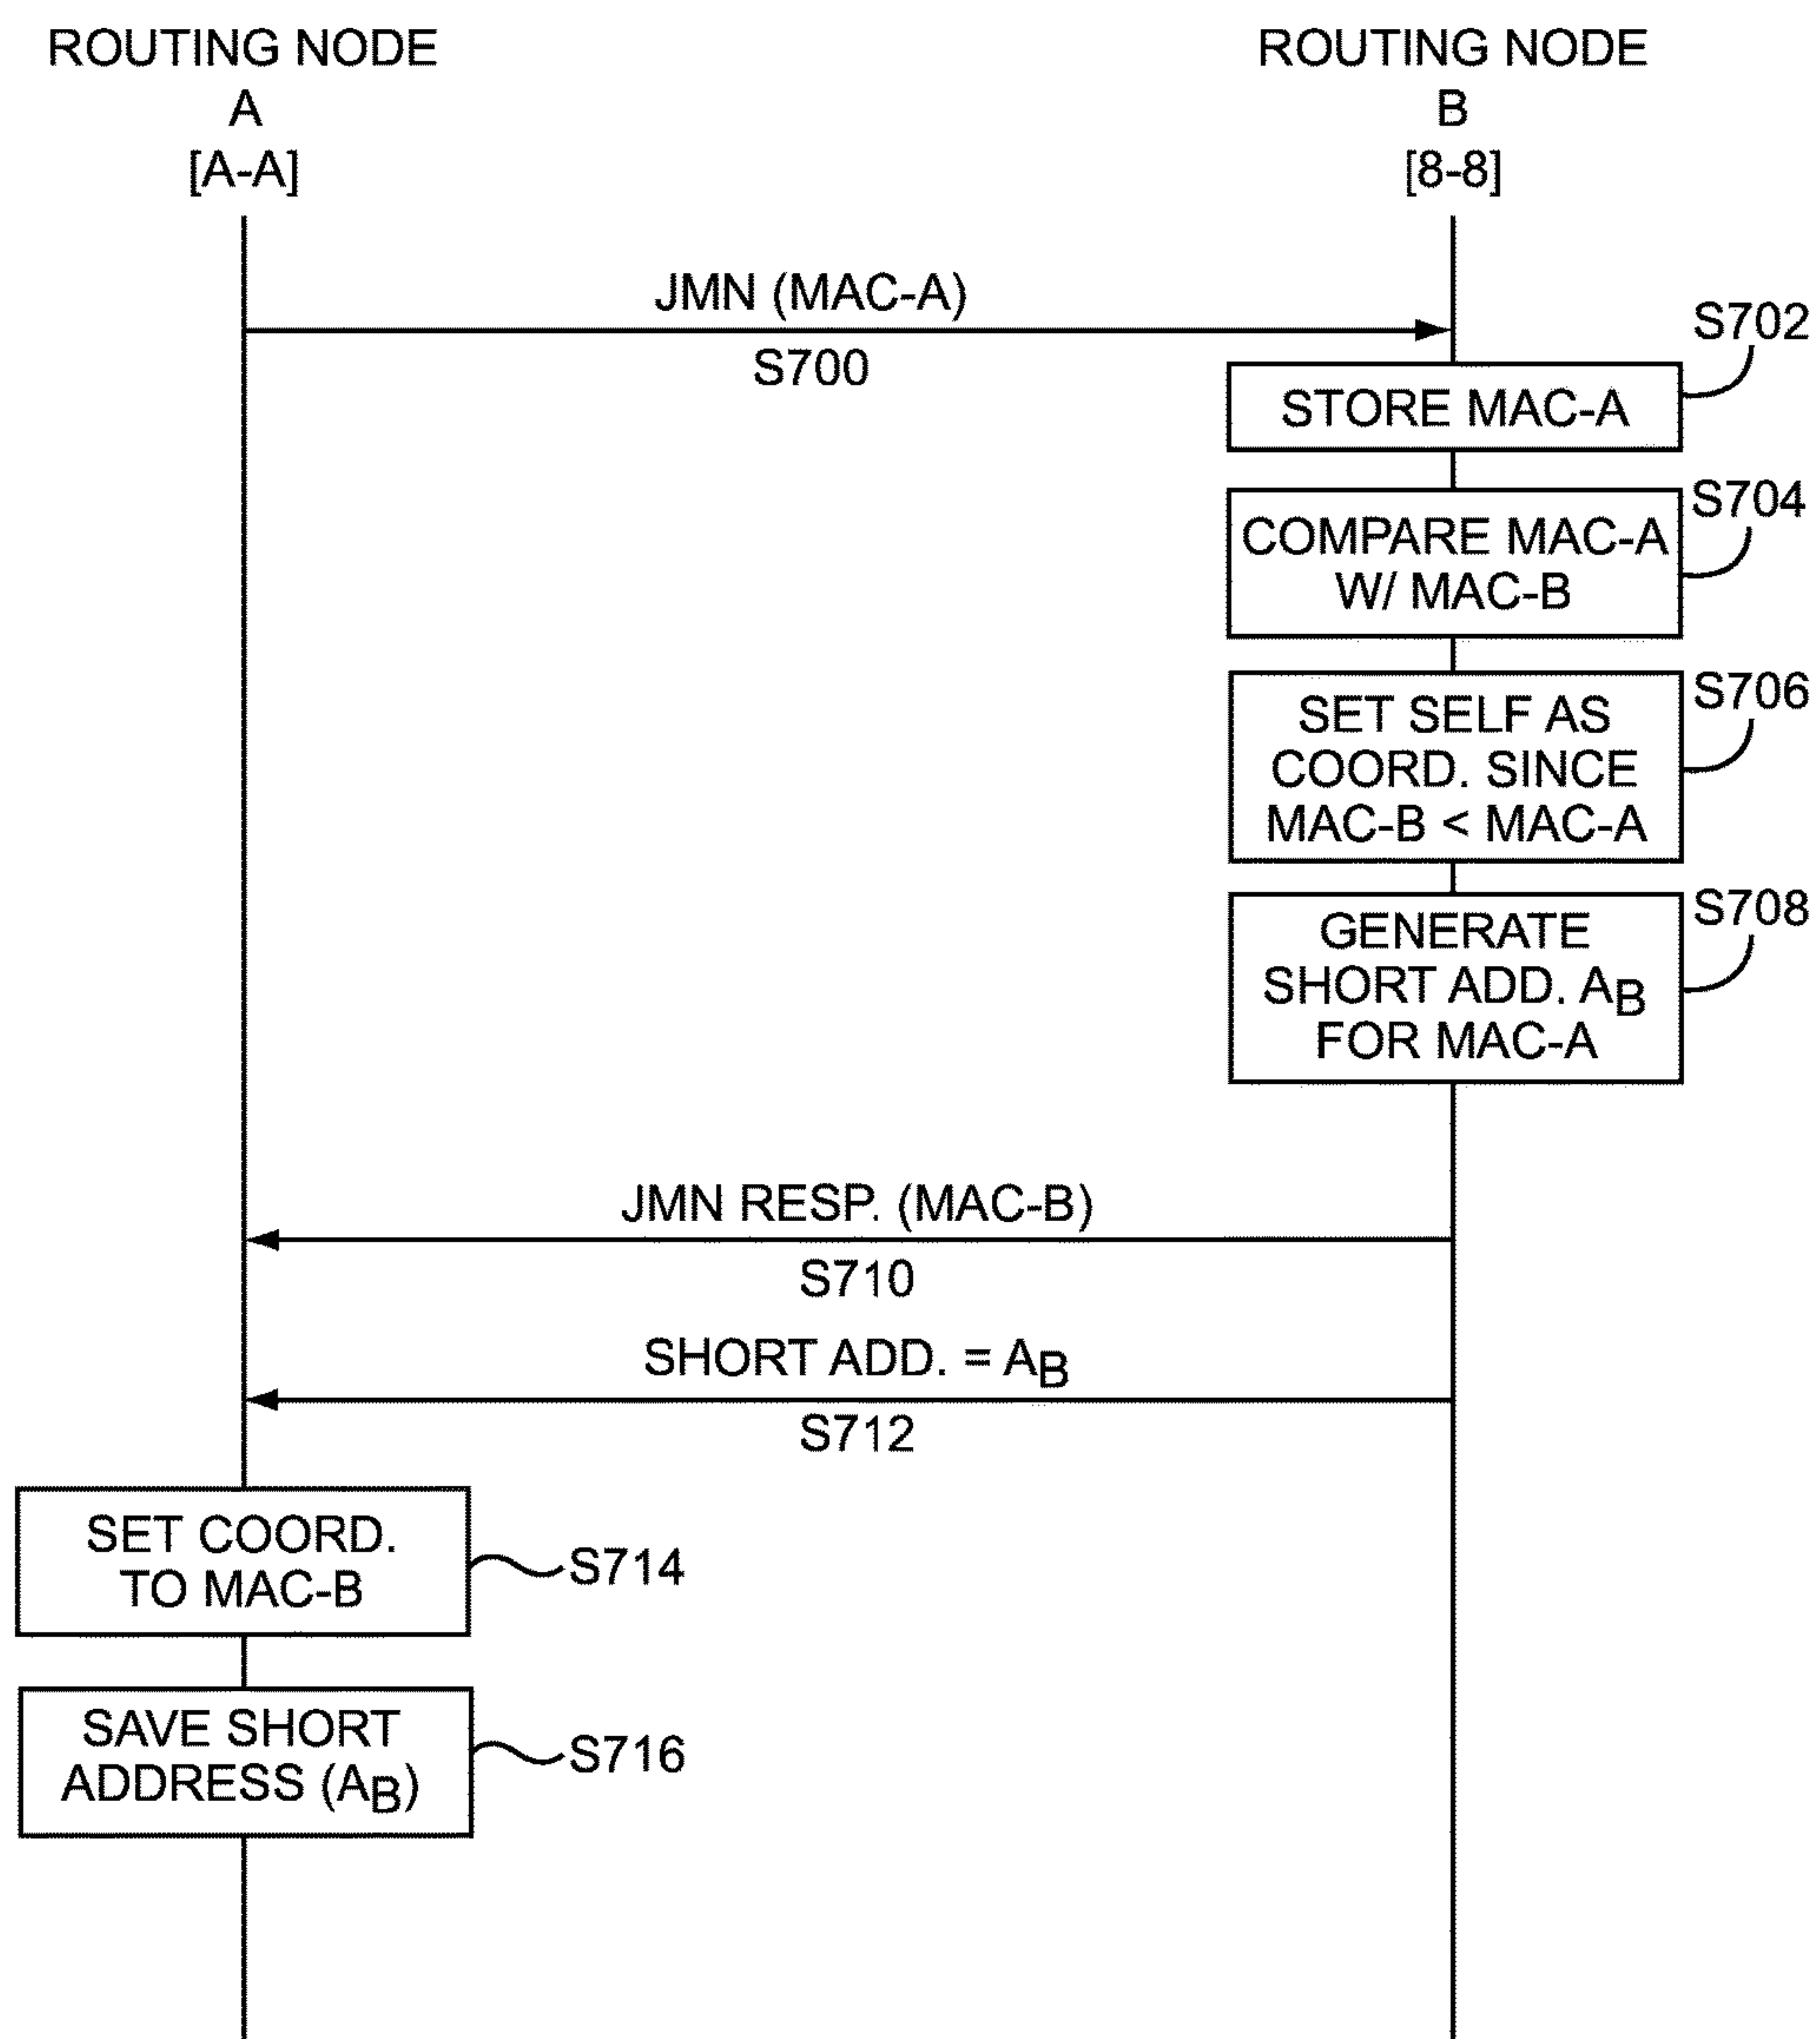 ROUTING NODE
A
[A-A]
ROUTING NODE
B
[8-8]
JMN (MAC-A)
S700
S702
STORE MAC-A
S704
COMPARE MAC-A
W/ MAC-B
S706
SET SELF AS
COORD. SINCE
MAC-B < MAC-A
S708
GENERATE
SHORT ADD. AB
FOR MAC-A
JMN RESP. (MAC-B)
S710
SHORT ADD. = AB
S712
SET COORD.
TO MAC-B
S714
SAVE SHORT
ADDRESS (AB)
S716